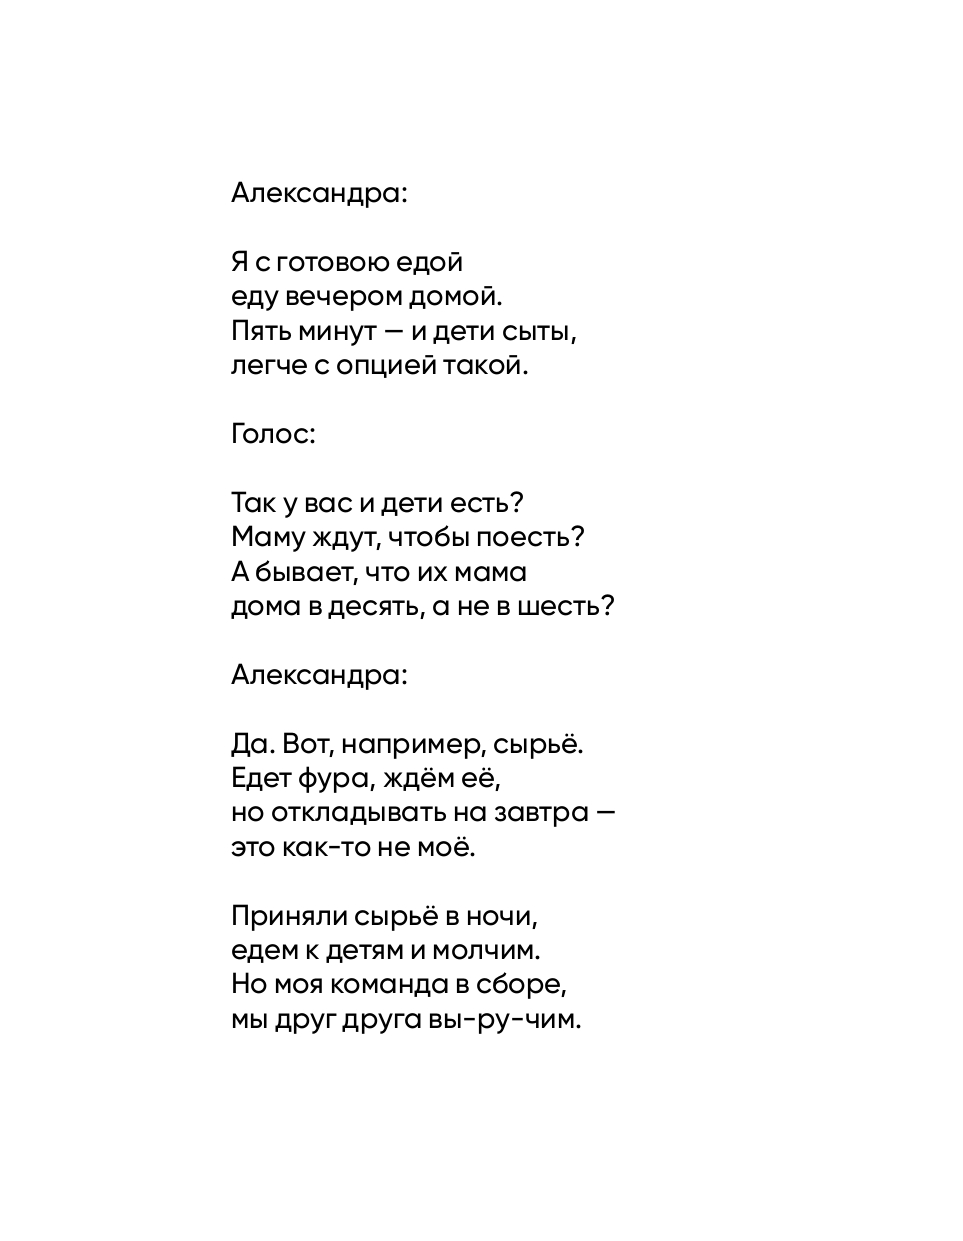 Александра:
Я с готовою едой
еду вечером домой.
Пять минут — и дети сыты,
легче с опцией такой.
Голос:
Так у вас и дети есть?
Маму ждут, чтобы поесть?
А бывает, что их мама
дома в десять, а не в шесть?
Александра:
Да. Вот, например, сырьё.
Едет фура, ждём её,
но откладывать на завтра —
это как-то не моё.
Приняли сырьё в ночи,
едем к детям и молчим.
Но моя команда в сборе,
мы друг друга вы-ру-чим.